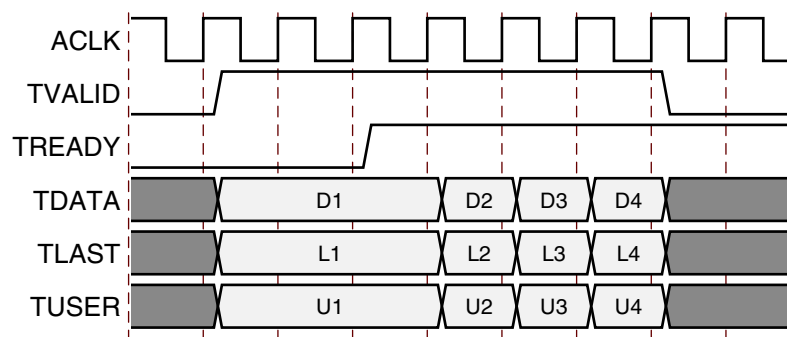 ACLK
TVALID
TREADY
TDATA D1 D2 D3 D4
TLAST L1 L2 L3 L4
TUSER U1 U2 U3 U4